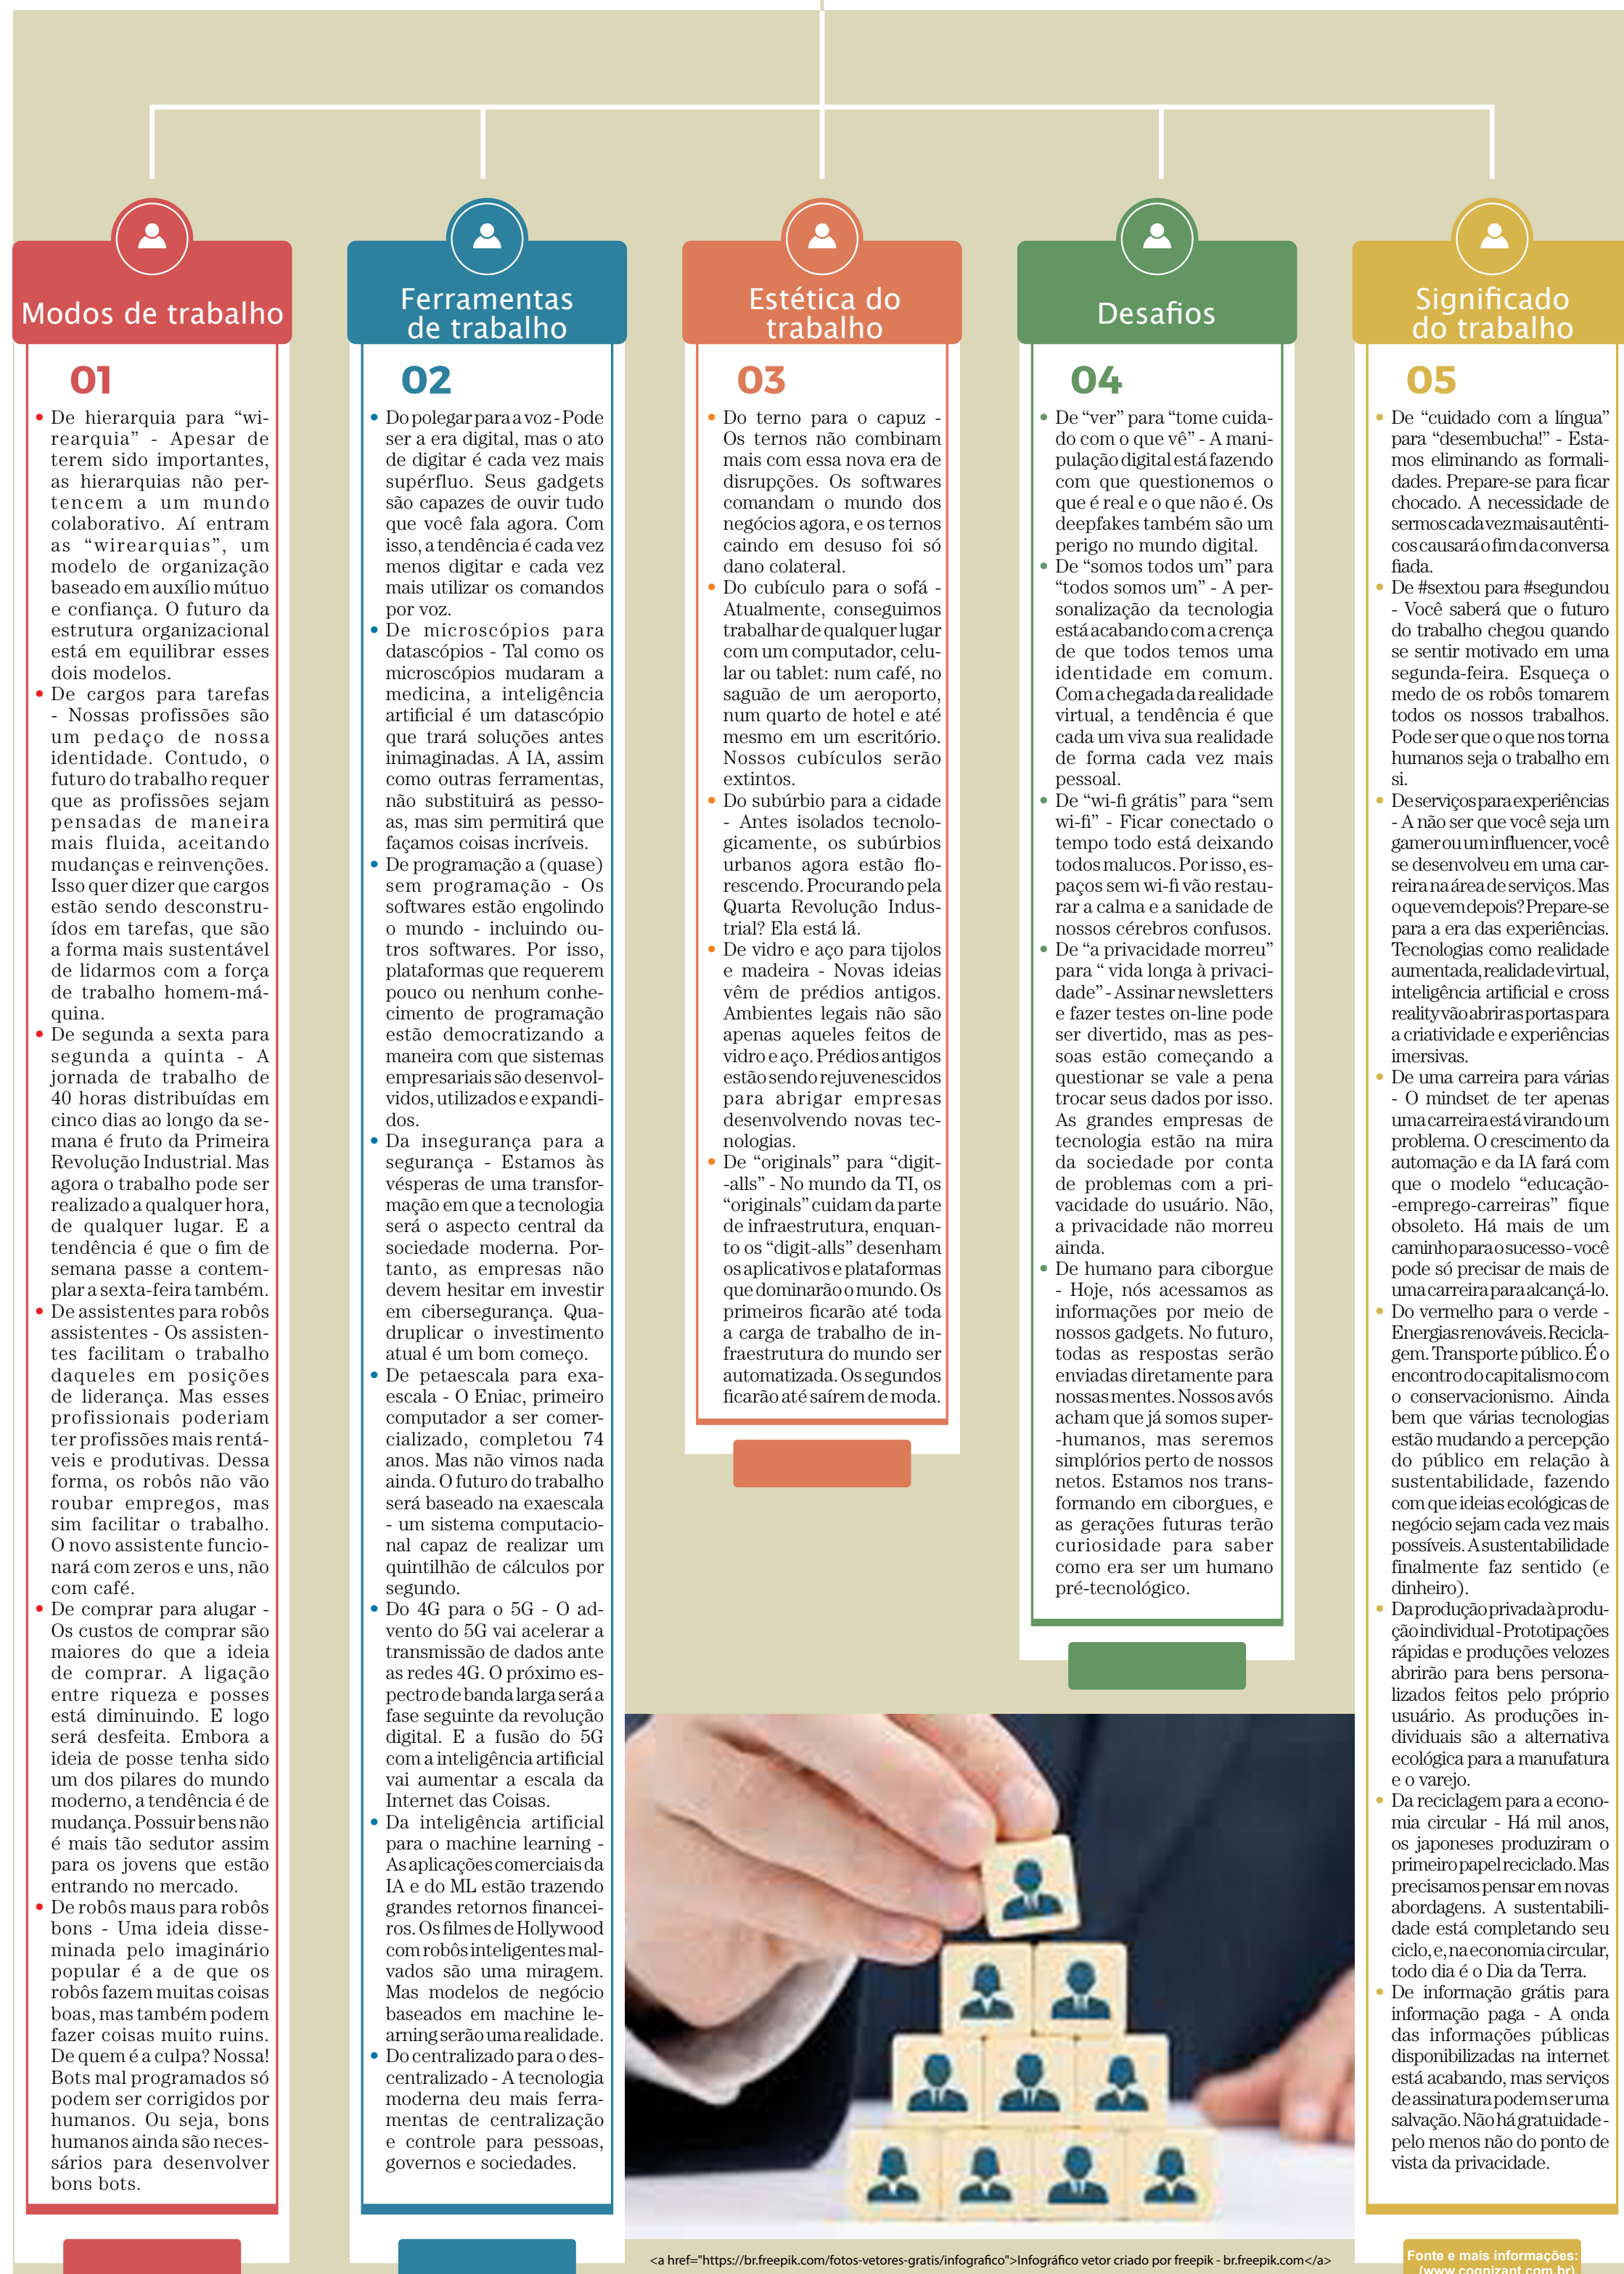 Modos de trabalho
01
• De hierarquia para “wi-
rearquia” - Apesar de
terem sido importantes,
as hierarquias não per-
tencem a um mundo
colaborativo. Aí entram
as “wirearquias”, um
modelo de organização
baseado em auxílio mútuo
e confiança. O futuro da
estrutura organizacional
está em equilibrar esses
dois modelos.
• De cargos para tarefas
- Nossas profissões são
um pedaço de nossa
identidade. Contudo, o
futuro do trabalho requer
que as profissões sejam
pensadas de maneira
mais fluida, aceitando
mudanças e reinvenções.
Isso quer dizer que cargos
estão sendo desconstru-
ídos em tarefas, que são
a forma mais sustentável
de lidarmos com a força
de trabalho homem-má-
quina.
• De segunda a sexta para
segunda a quinta - A
jornada de trabalho de
40 horas distribuídas em
cinco dias ao longo da se-
mana é fruto da Primeira
Revolução Industrial. Mas
agora o trabalho pode ser
realizado a qualquer hora,
de qualquer lugar. E a
tendência é que o fim de
semana passe a contem-
plar a sexta-feira também.
• De assistentes para robôs
assistentes - Os assisten-
tes facilitam o trabalho
daqueles em posições
de liderança. Mas esses
profissionais poderiam
ter profissões mais rentá-
veis e produtivas. Dessa
forma, os robôs não vão
roubar empregos, mas
sim facilitar o trabalho.
O novo assistente funcio-
nará com zeros e uns, não
com café.
• De comprar para alugar -
Os custos de comprar são
maiores do que a ideia
de comprar. A ligação
entre riqueza e posses
está diminuindo. E logo
será desfeita. Embora a
ideia de posse tenha sido
um dos pilares do mundo
moderno, a tendência é de
mudança. Possuir bens não
é mais tão sedutor assim
para os jovens que estão
entrando no mercado.
• De robôs maus para robôs
bons - Uma ideia disse-
minada pelo imaginário
popular é a de que os
robôs fazem muitas coisas
boas, mas também podem
fazer coisas muito ruins.
De quem é a culpa? Nossa!
Bots mal programados só
podem ser corrigidos por
humanos. Ou seja, bons
humanos ainda são neces-
sários para desenvolver
bons bots.
Ferramentas
de trabalho
02
• Do polegar para a voz - Pode
ser a era digital, mas o ato
de digitar é cada vez mais
supérfluo. Seus gadgets
são capazes de ouvir tudo
que você fala agora. Com
isso, a tendência é cada vez
menos digitar e cada vez
mais utilizar os comandos
por voz.
• De microscópios para
datascópios - Tal como os
microscópios mudaram a
medicina, a inteligência
artificial é um datascópio
que trará soluções antes
inimaginadas. A IA, assim
como outras ferramentas,
não substituirá as pesso-
as, mas sim permitirá que
façamos coisas incríveis.
• De programação a (quase)
sem programação - Os
softwares estão engolindo
o mundo - incluindo ou-
tros softwares. Por isso,
plataformas que requerem
pouco ou nenhum conhe-
cimento de programação
estão democratizando a
maneira com que sistemas
empresariais são desenvol-
vidos, utilizados e expandi-
dos.
• Da insegurança para a
segurança - Estamos às
vésperas de uma transfor-
mação em que a tecnologia
será o aspecto central da
sociedade moderna. Por-
tanto, as empresas não
devem hesitar em investir
em cibersegurança. Qua-
druplicar o investimento
atual é um bom começo.
• De petaescala para exa-
escala - O Eniac, primeiro
computador a ser comer-
cializado, completou 74
anos. Mas não vimos nada
ainda. O futuro do trabalho
será baseado na exaescala
- um sistema computacio-
nal capaz de realizar um
quintilhão de cálculos por
segundo.
• Do 4G para o 5G - O ad-
vento do 5G vai acelerar a
transmissão de dados ante
as redes 4G. O próximo es-
pectro de banda larga será a
fase seguinte da revolução
digital. E a fusão do 5G
com a inteligência artificial
vai aumentar a escala da
Internet das Coisas.
• Da inteligência artificial
para o machine learning -
As aplicações comerciais da
IA e do ML estão trazendo
grandes retornos financei-
ros. Os filmes de Hollywood
com robôs inteligentes mal-
vados são uma miragem.
Mas modelos de negócio
baseados em machine le-
arning serão uma realidade.
• Do centralizado para o des-
centralizado - A tecnologia
moderna deu mais ferra-
mentas de centralização
e controle para pessoas,
governos e sociedades.
Estética do
trabalho
03
• Do terno para o capuz -
Os ternos não combinam
mais com essa nova era de
disrupções. Os softwares
comandam o mundo dos
negócios agora, e os ternos
caindo em desuso foi só
dano colateral.
• Do cubículo para o sofá -
Atualmente, conseguimos
trabalhar de qualquer lugar
com um computador, celu-
lar ou tablet: num café, no
saguão de um aeroporto,
num quarto de hotel e até
mesmo em um escritório.
Nossos cubículos serão
extintos.
• Do subúrbio para a cidade
- Antes isolados tecnolo-
gicamente, os subúrbios
urbanos agora estão flo-
rescendo. Procurando pela
Quarta Revolução Indus-
trial? Ela está lá.
• De vidro e aço para tijolos
e madeira - Novas ideias
vêm de prédios antigos.
Ambientes legais não são
apenas aqueles feitos de
vidro e aço. Prédios antigos
estão sendo rejuvenescidos
para abrigar empresas
desenvolvendo novas tec-
nologias.
• De “originals” para “digit-
-alls” - No mundo da TI, os
“originals” cuidam da parte
de infraestrutura, enquan-
to os “digit-alls” desenham
os aplicativos e plataformas
que dominarão o mundo. Os
primeiros ficarão até toda
a carga de trabalho de in-
fraestrutura do mundo ser
automatizada. Os segundos
ficarão até saírem de moda.
Desafios
04
• De “ver” para “tome cuida-
do com o que vê” - A mani-
pulação digital está fazendo
com que questionemos o
que é real e o que não é. Os
deepfakes também são um
perigo no mundo digital.
• De “somos todos um” para
“todos somos um” - A per-
sonalização da tecnologia
está acabando com a crença
de que todos temos uma
identidade em comum.
Com a chegada da realidade
virtual, a tendência é que
cada um viva sua realidade
de forma cada vez mais
pessoal.
• De “wi-fi grátis” para “sem
wi-fi” - Ficar conectado o
tempo todo está deixando
todos malucos. Por isso, es-
paços sem wi-fi vão restau-
rar a calma e a sanidade de
nossos cérebros confusos.
• De “a privacidade morreu”
para “ vida longa à privaci-
dade” - Assinar newsletters
e fazer testes on-line pode
ser divertido, mas as pes-
soas estão começando a
questionar se vale a pena
trocar seus dados por isso.
As grandes empresas de
tecnologia estão na mira
da sociedade por conta
de problemas com a pri-
vacidade do usuário. Não,
a privacidade não morreu
ainda.
• De humano para ciborgue
- Hoje, nós acessamos as
informações por meio de
nossos gadgets. No futuro,
todas as respostas serão
enviadas diretamente para
nossas mentes. Nossos avós
acham que já somos super-
-humanos, mas seremos
simplórios perto de nossos
netos. Estamos nos trans-
formando em ciborgues, e
as gerações futuras terão
curiosidade para saber
como era ser um humano
pré-tecnológico.
Significado
do trabalho
05
• De “cuidado com a língua”
para “desembucha!” - Esta-
mos eliminando as formali-
dades. Prepare-se para ficar
chocado. A necessidade de
sermos cada vez mais autênti-
cos causará o fim da conversa
fiada.
• De #sextou para #segundou
- Você saberá que o futuro
do trabalho chegou quando
se sentir motivado em uma
segunda-feira. Esqueça o
medo de os robôs tomarem
todos os nossos trabalhos.
Pode ser que o que nos torna
humanos seja o trabalho em
si.
• De serviços para experiências
- A não ser que você seja um
gamer ou um influencer, você
se desenvolveu em uma car-
reira na área de serviços. Mas
o que vem depois? Prepare-se
para a era das experiências.
Tecnologias como realidade
aumentada, realidade virtual,
inteligência artificial e cross
reality vão abrir as portas para
a criatividade e experiências
imersivas.
• De uma carreira para várias
- O mindset de ter apenas
uma carreira está virando um
problema. O crescimento da
automação e da IA fará com
que o modelo “educação-
-emprego-carreiras” fique
obsoleto. Há mais de um
caminho para o sucesso - você
pode só precisar de mais de
uma carreira para alcançá-lo.
• Do vermelho para o verde -
Energias renováveis. Recicla-
gem. Transporte público. É o
encontro do capitalismo com
o conservacionismo. Ainda
bem que várias tecnologias
estão mudando a percepção
do público em relação à
sustentabilidade, fazendo
com que ideias ecológicas de
negócio sejam cada vez mais
possíveis. A sustentabilidade
finalmente faz sentido (e
dinheiro).
• Da produção privada à produ-
ção individual - Prototipações
rápidas e produções velozes
abrirão para bens persona-
lizados feitos pelo próprio
usuário. As produções in-
dividuais são a alternativa
ecológica para a manufatura
e o varejo.
• Da reciclagem para a econo-
mia circular - Há mil anos,
os japoneses produziram o
primeiro papel reciclado. Mas
precisamos pensar em novas
abordagens. A sustentabili-
dade está completando seu
ciclo, e, na economia circular,
todo dia é o Dia da Terra.
• De informação grátis para
informação paga - A onda
das informações públicas
disponibilizadas na internet
está acabando, mas serviços
de assinatura podem ser uma
salvação. Não há gratuidade -
pelo menos não do ponto de
vista da privacidade.
<a href="https://br.freepik.com/fotos-vetores-gratis/infografico">Infográfico vetor criado por freepik - br.freepik.com</a>
Fonte e mais informações:
(www.cognizant.com.br)